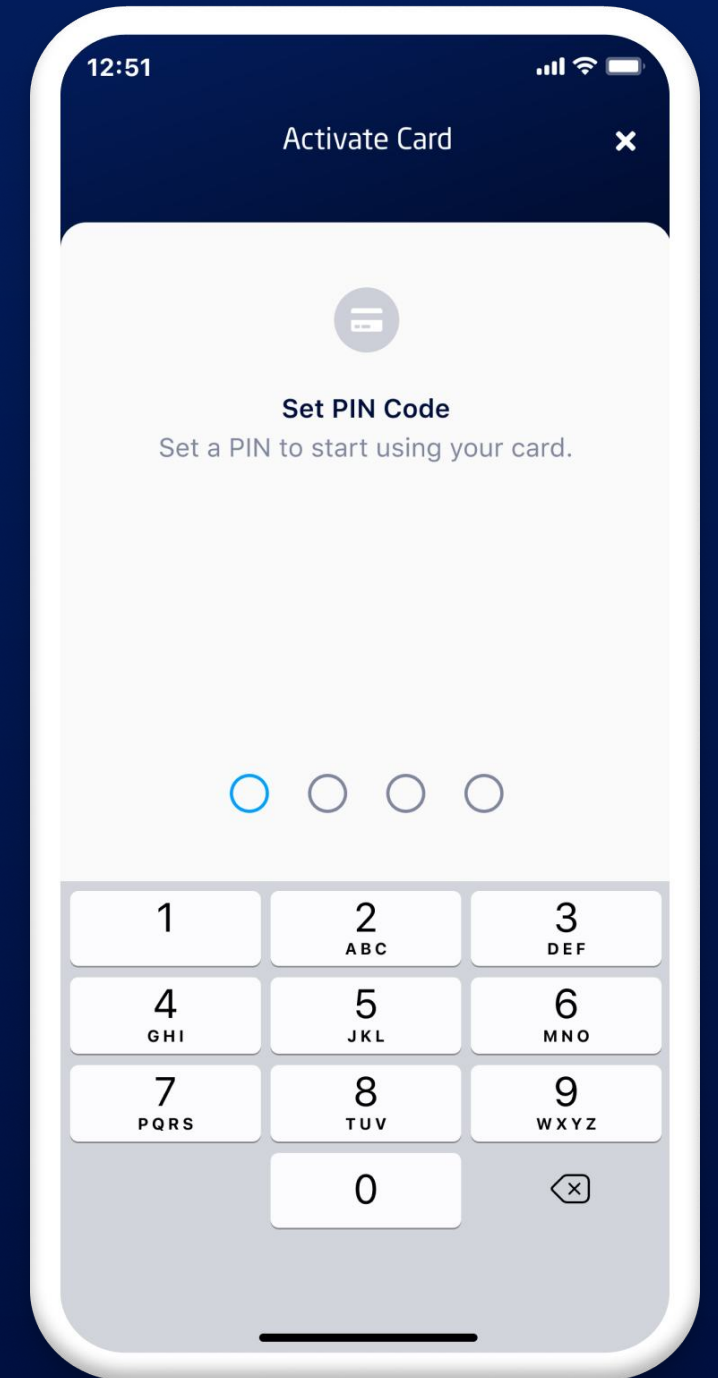 12:51
Activate Card
Set PIN Code
Set a PIN to start using your card.
1 2 3
ABC DEF
4 5 6
GHI JKL MNO
7 8 9
PQRS TUV WXYZ
0